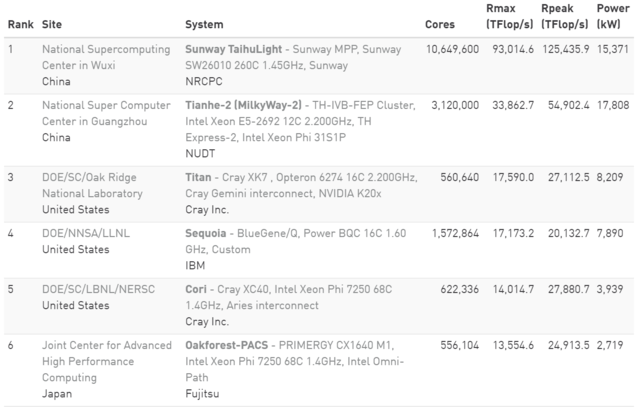 Rank Site System Cores Rmax (TFlop/s) Rpeak (TFlop/s) Power (kW)
1 National Supercomputing Center in Wuxi China Sunway TaihuLight - Sunway MPP, Sunway SW26010 260C 1.45GHz, Sunway NRCPC 10,649,600 93,014.6 125,435.9 15,371
2 National Super Computer Center in Guangzhou China Tianhe-2 (MilkyWay-2) - TH-IVB-FEP Cluster, Intel Xeon E5-2692 12C 2.200GHz, TH Express-2, Intel Xeon Phi 31S1P NUDT 3,120,000 33,862.7 54,902.4 17,808
3 DOE/SC/Oak Ridge National Laboratory United States Titan - Cray XK7 , Opteron 6274 16C 2.200GHz, Cray Gemini interconnect, NVIDIA K20x Cray Inc. 560,640 17,590.0 27,112.5 8,209
4 DOE/NNSA/LLNL United States Sequoia - BlueGene/Q, Power BQC 16C 1.60 GHz, Custom IBM 1,572,864 17,173.2 20,132.7 7,890
5 DOE/SC/LBNL/NERSC United States Cori - Cray XC40, Intel Xeon Phi 7250 68C 1.4GHz, Aries interconnect Cray Inc. 622,336 14,014.7 27,880.7 3,939
6 Joint Center for Advanced High Performance Computing Japan Oakforest-PACS - PRIMERGY CX1640 M1, Intel Xeon Phi 7250 68C 1.4GHz, Intel Omni-Path Fujitsu 556,104 13,554.6 24,913.5 2,719